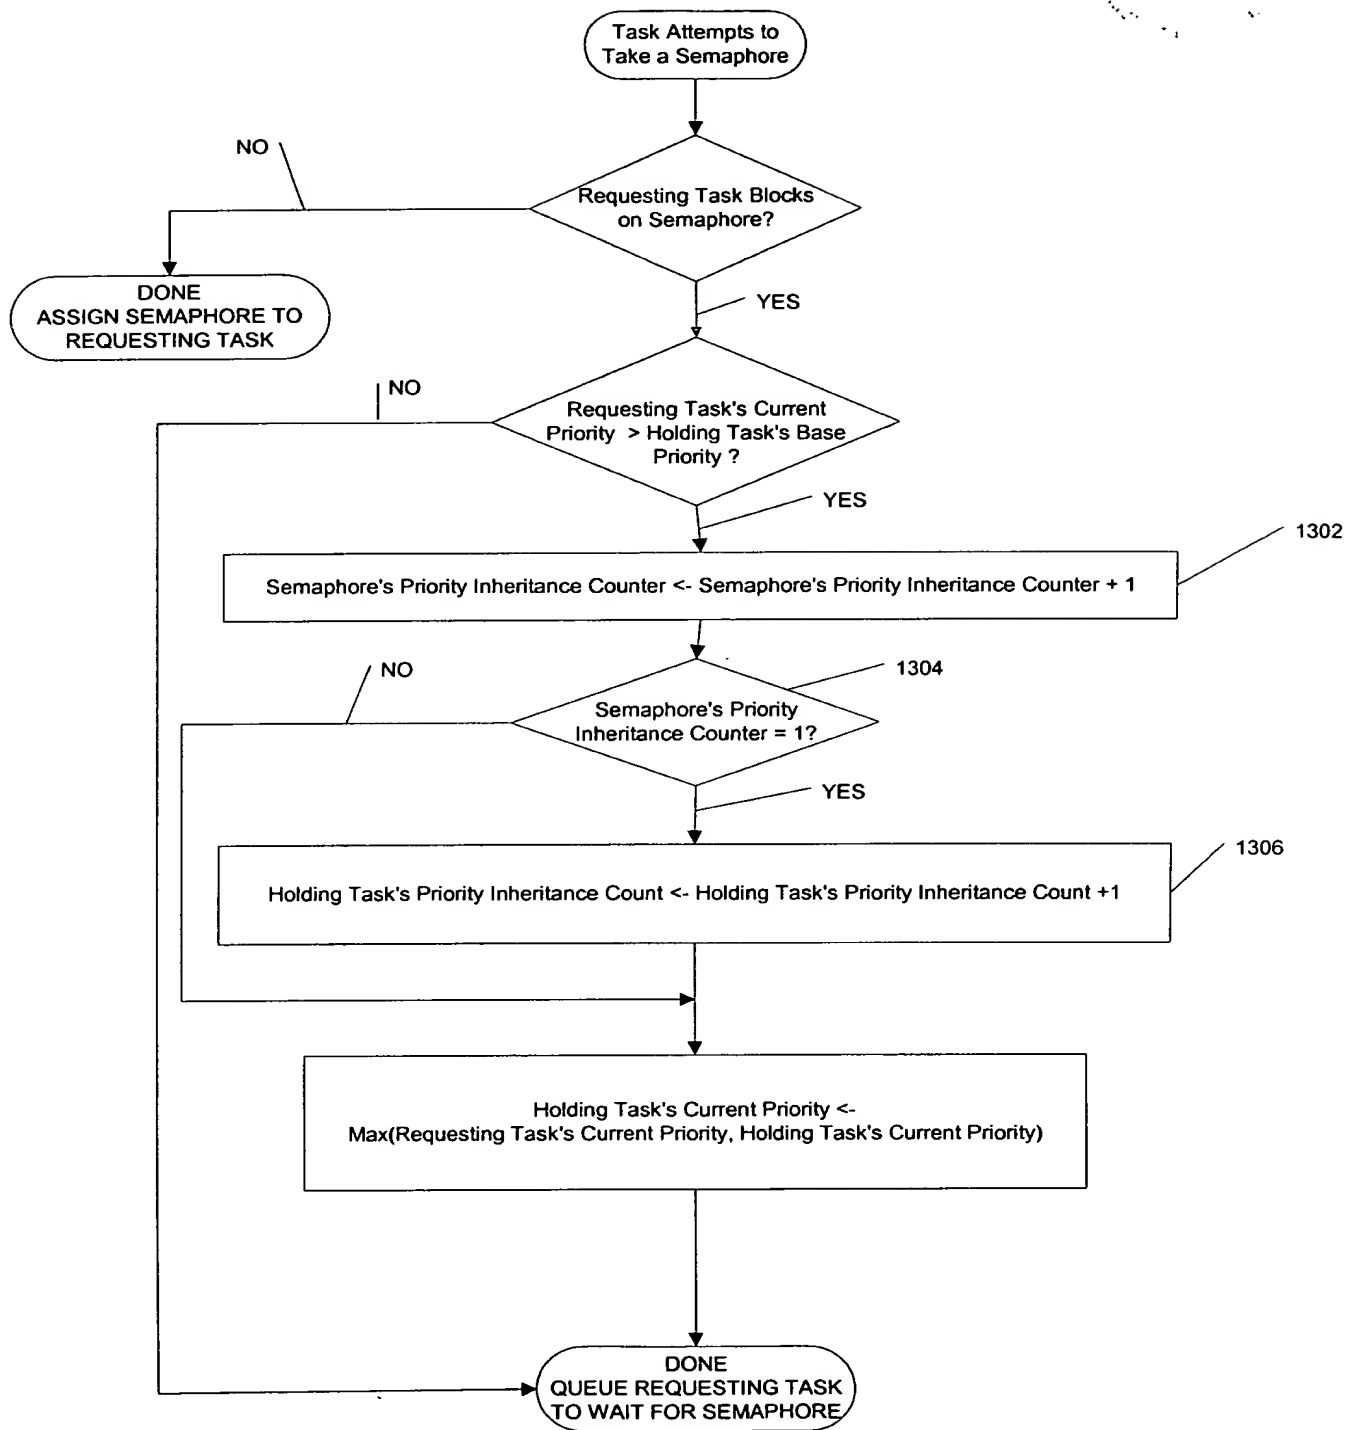 Task Attempts to
Take a Semaphore
NO
Requesting Task Blocks
on Semaphore?
DONE
ASSIGN SEMAPHORE TO
REQUESTING TASK
YES
NO
Requesting Task's Current
Priority > Holding Task's Base
Priority ?
YES
1302
Semaphore's Priority Inheritance Counter <- Semaphore's Priority Inheritance Counter + 1
NO
1304
Semaphore's Priority
Inheritance Counter = 1?
YES
1306
Holding Task's Priority Inheritance Count <- Holding Task's Priority Inheritance Count +1
Holding Task's Current Priority <-
Max(Requesting Task's Current Priority, Holding Task's Current Priority)
DONE
QUEUE REQUESTING TASK
TO WAIT FOR SEMAPHORE